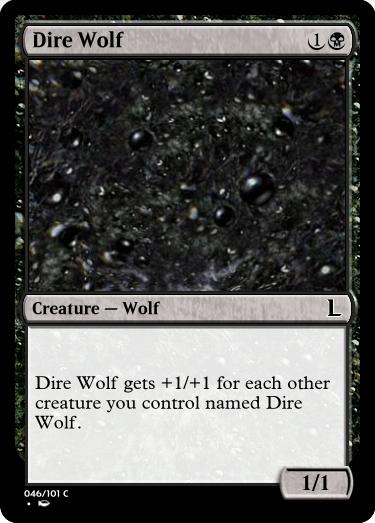 Dire Wolf 1
Creature — Wolf L
Dire Wolf gets +1/+1 for each other
creature you control named Dire
Wolf.
1/1
046/101 C